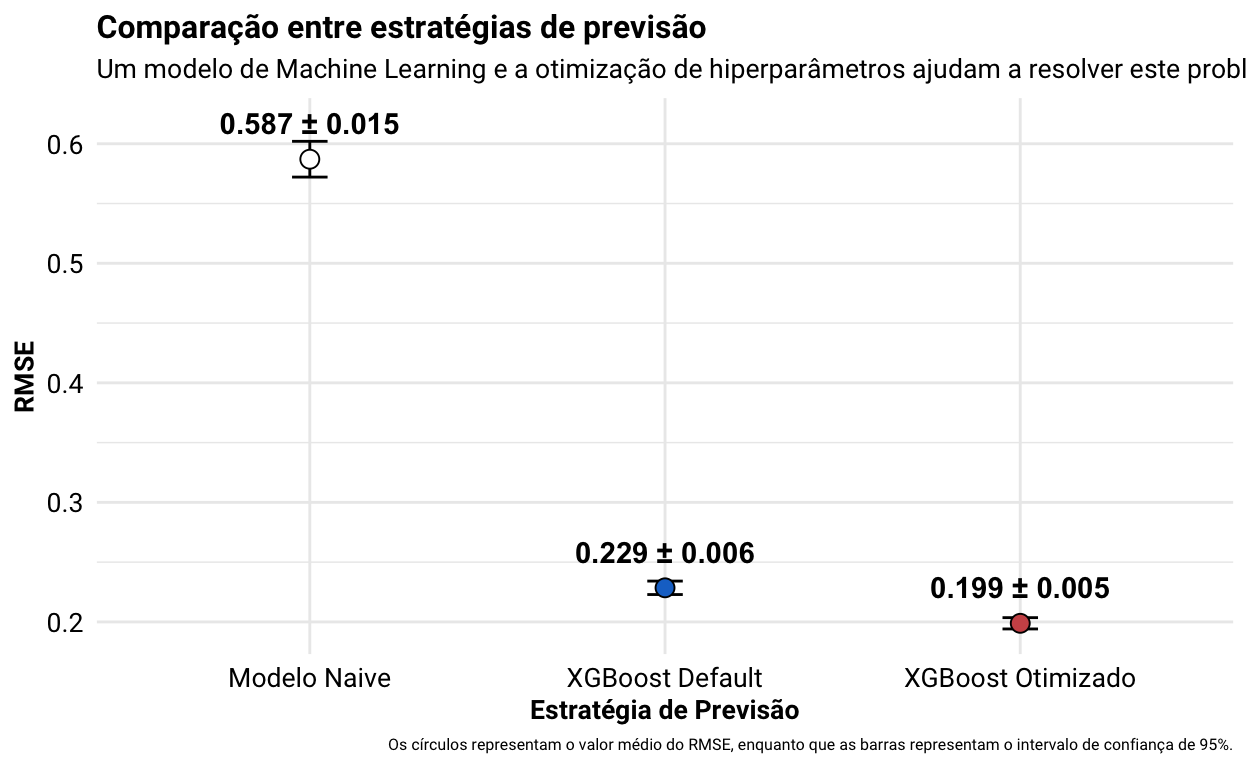 Comparação entre estratégias de previsão
Um modelo de Machine Learning e a otimização de hiperparâmetros ajudam a resolver este probl
0.587 ± 0.015
0.6
0.5
0.4
0.3
0.2
RMSE
0.229 ± 0.006
0.199 ± 0.005
Modelo Naive
XGBoost Default
XGBoost Otimizado
Estratégia de Previsão
Os círculos representam o valor médio do RMSE, enquanto que as barras representam o intervalo de confiança de 95%.